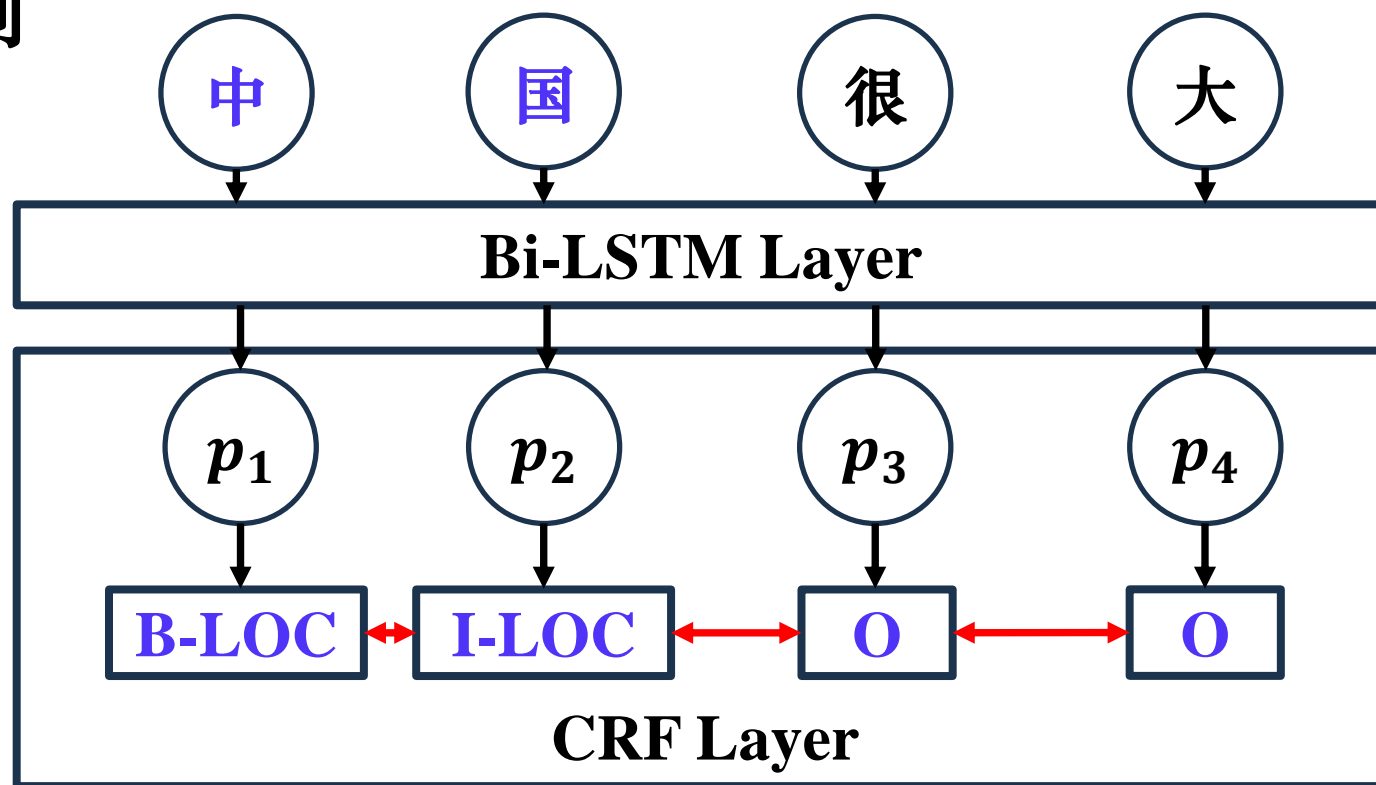 中 国 很 大
Bi-LSTM Layer
p₁ p₂ p₃ p₄
B-LOC I-LOC O O
CRF Layer